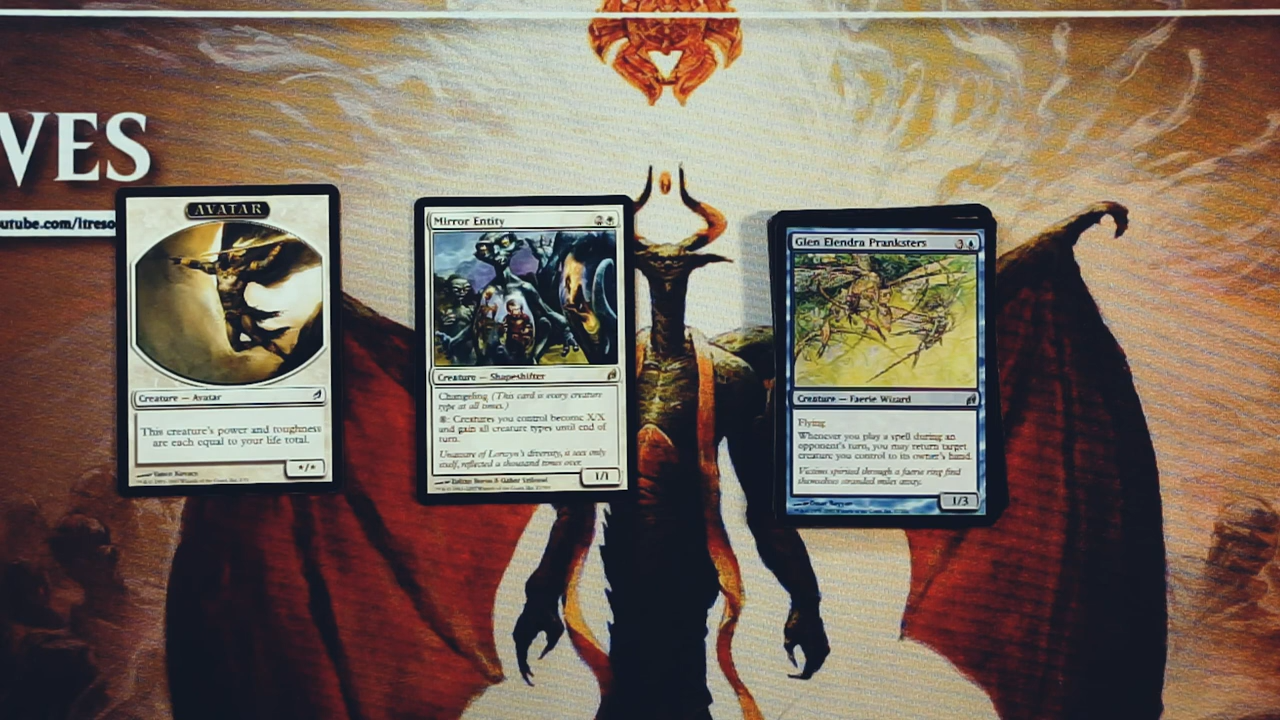 VES
utube.com/ltreso
AVATAR
Creature — Avatar
This creature's power and toughness
are each equal to your life total.
*/*
Mirror Entity
Creature — Shapeshifter
Changeling (This card is every creature
type at all times.)
: Creatures you control become X/X
and gain all creature types until end of
turn.
Unaware of Lorwyn's diversity, it sees only
itself, reflected a thousand times over.
1/1
Glen Elendra Pranksters
3
Creature — Faerie Wizard
Flying
Whenever you play a spell during an
opponent's turn, you may return target
creature you control to its owner's hand.
Victims spirited through a faerie ring find
themselves stranded miles away.
1/3